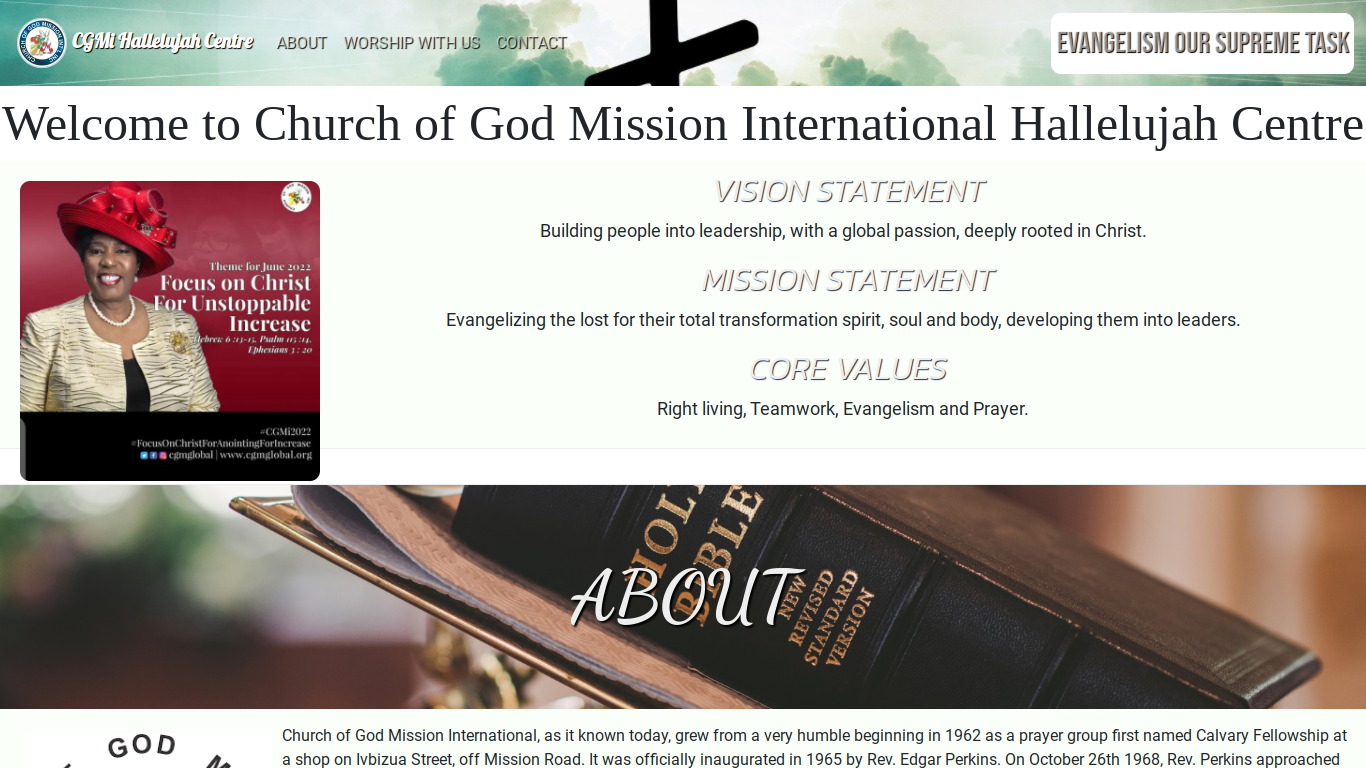 CGMi Hallelujah Centre
ABOUT
WORSHIP WITH US
CONTACT
EVANGELISM OUR SUPREME TASK
Welcome to Church of God Mission International Hallelujah Centre
Theme for June 2022
Focus on Christ
For Unstoppable
Increase
Hebrew 6 :13-15, Psalm 115 :14,
Ephesians 3 : 20
#CGMi2022
#FocusOnChristForAnointingForIncrease
cgmglobal | www.cgmglobal.org
VISION STATEMENT
Building people into leadership, with a global passion, deeply rooted in Christ.
MISSION STATEMENT
Evangelizing the lost for their total transformation spirit, soul and body, developing them into leaders.
CORE VALUES
Right living, Teamwork, Evangelism and Prayer.
HOLY
BIBLE
NEW
REVISED
STANDARD
VERSION
ABOUT
GOD
Church of God Mission International, as it known today, grew from a very humble beginning in 1962 as a prayer group first named Calvary Fellowship at
a shop on Ivbizua Street, off Mission Road. It was officially inaugurated in 1965 by Rev. Edgar Perkins. On October 26th 1968, Rev. Perkins approached